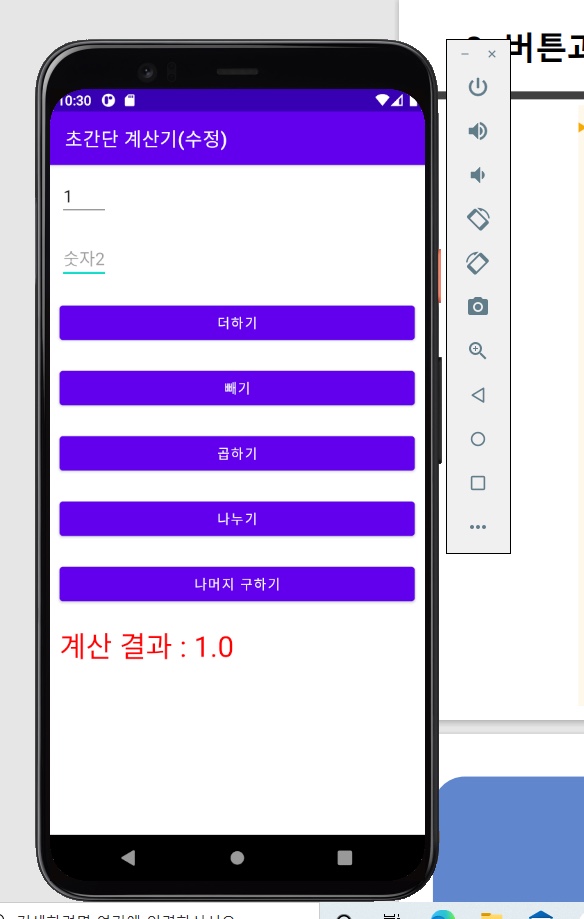 10:30
초간단 계산기(수정)
1
숫자2
더하기
빼기
곱하기
나누기
나머지 구하기
계산 결과 : 1.0
버튼과